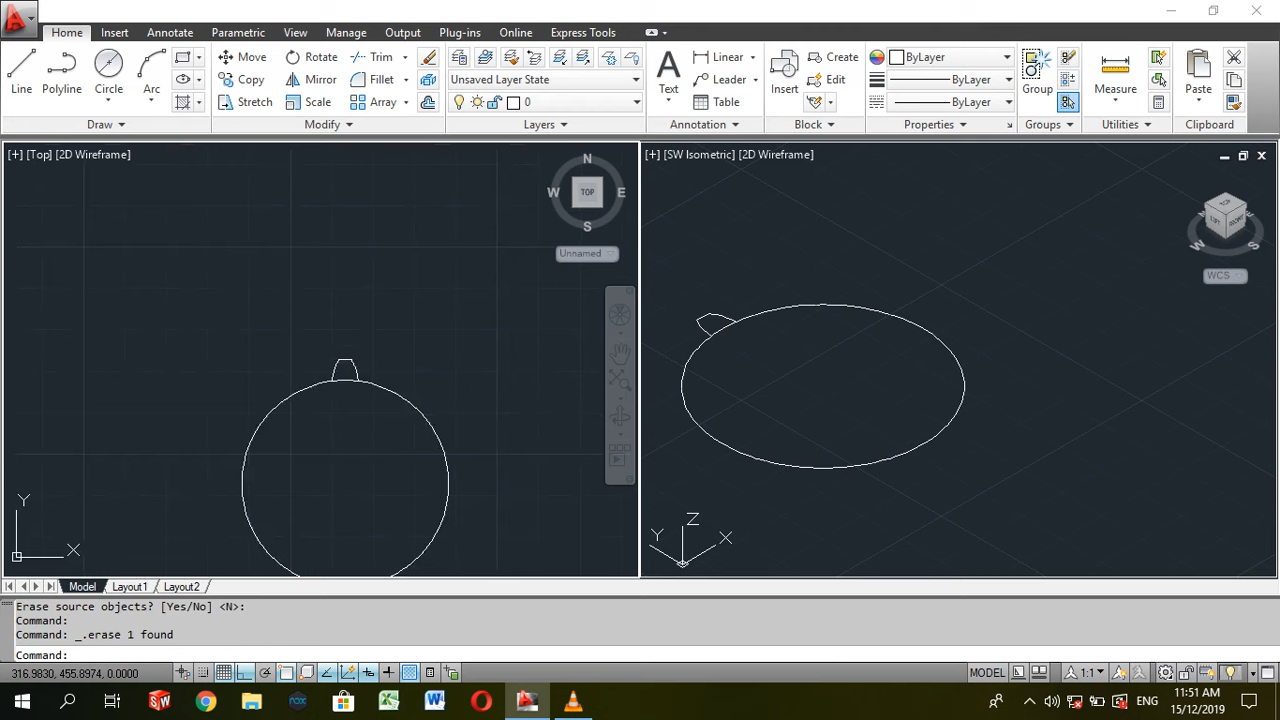 Home Insert Annotate Parametric View Manage Output Plug-ins Online Express Tools
Line Polyline Circle Arc
Move Rotate Trim
Copy Mirror Fillet
Stretch Scale Array
Unsaved Layer State
0
Text
Linear
Leader
Table
Insert
Create
Edit
ByLayer
ByLayer
ByLayer
Group
Measure
Paste
Draw Modify Layers Annotation Block Properties Groups Utilities Clipboard
[+] [Top] [2D Wireframe]
N
W TOP E
S
Unnamed
Y
X
[+] [SW Isometric] [2D Wireframe]
W S
WCS
Z
Y X
Model Layout1 Layout2
Erase source objects? [Yes/No] <N>:
Command:
Command: _.erase 1 found
Command:
316.9830, 455.8974, 0.0000
MODEL
1:1
ENG
11:51 AM
15/12/2019